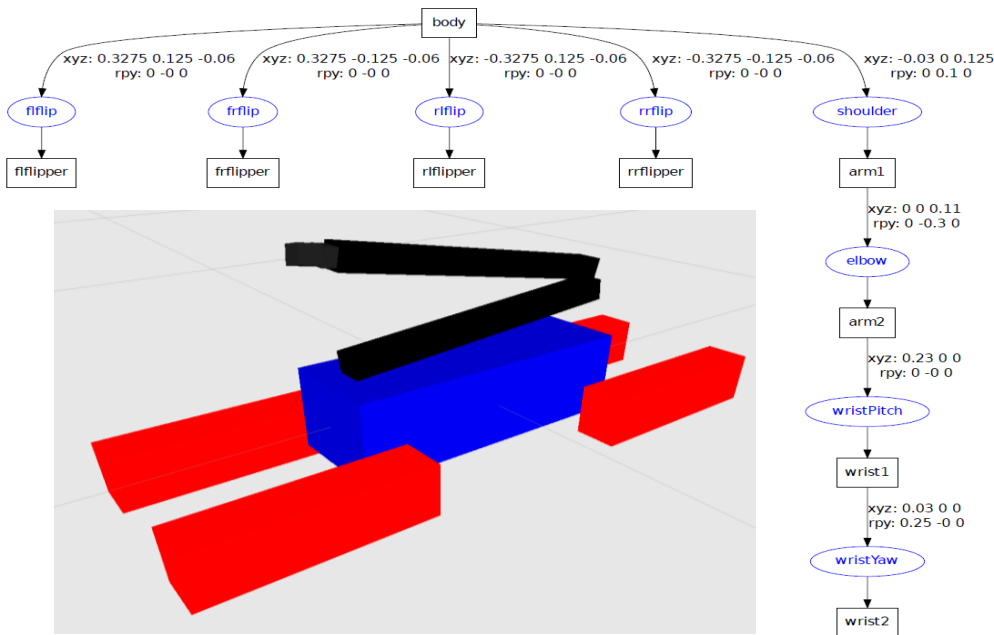 body
xyz: 0.3275 0.125 -0.06
rpy: 0 -0 0
xyz: 0.3275 -0.125 -0.06
rpy: 0 -0 0
xyz: -0.3275 0.125 -0.06
rpy: 0 -0 0
xyz: -0.3275 -0.125 -0.06
rpy: 0 -0 0
xyz: -0.03 0 0.125
rpy: 0 0.1 0
flflip
frflip
rlflip
rrflip
shoulder
flflipper
frflipper
rlflipper
rrflipper
arm1
xyz: 0 0 0.11
rpy: 0 -0.3 0
elbow
arm2
xyz: 0.23 0 0
rpy: 0 -0 0
wristPitch
wrist1
xyz: 0.03 0 0
rpy: 0.25 -0 0
wristYaw
wrist2